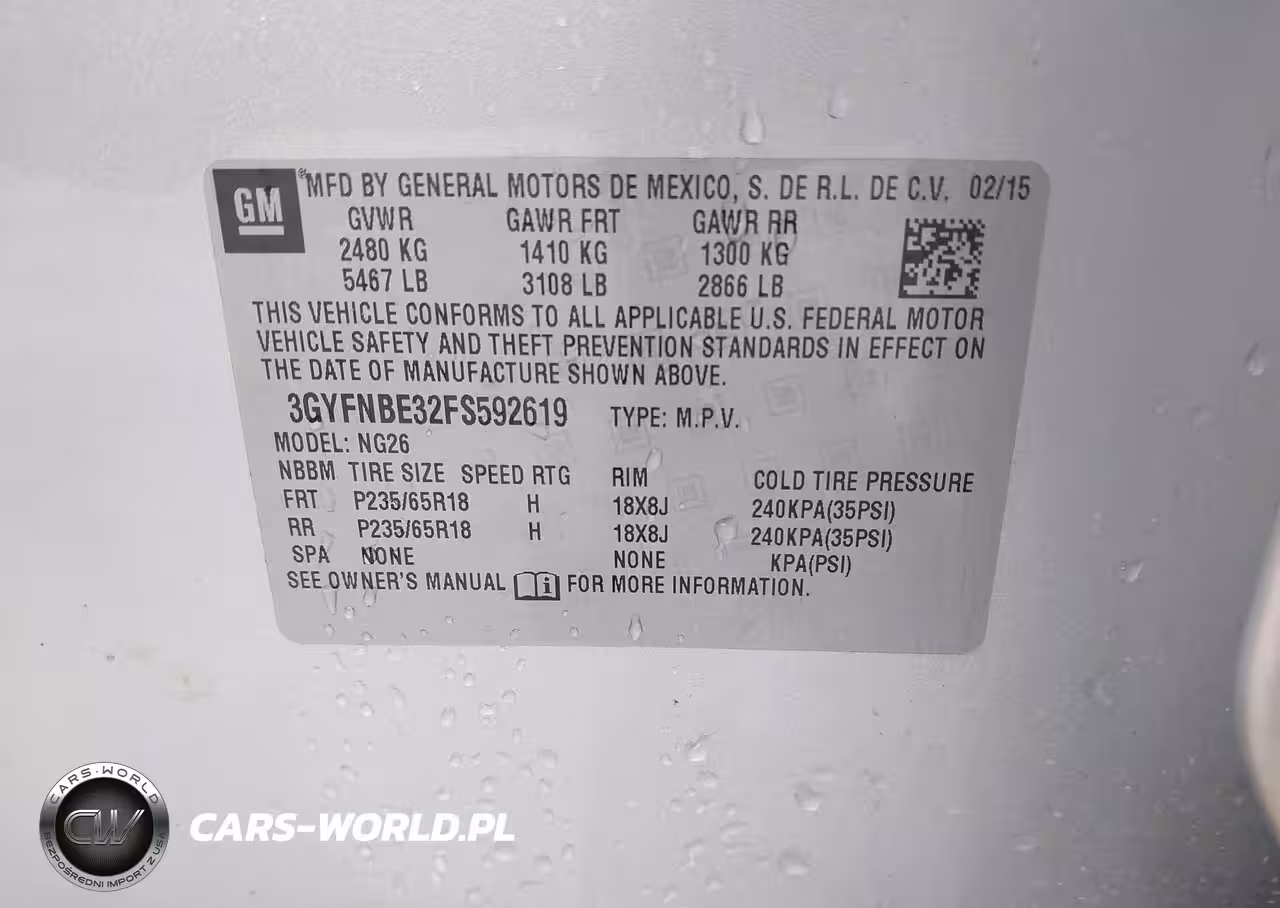 GM
® MFD BY GENERAL MOTORS DE MEXICO, S. DE R.L. DE C.V. 02/15
GVWR GAWR FRT GAWR RR
2480 KG 1410 KG 1300 KG
5467 LB 3108 LB 2866 LB
THIS VEHICLE CONFORMS TO ALL APPLICABLE U.S. FEDERAL MOTOR
VEHICLE SAFETY AND THEFT PREVENTION STANDARDS IN EFFECT ON
THE DATE OF MANUFACTURE SHOWN ABOVE.
3GYFNBE32FS592619 TYPE: M.P.V.
MODEL: NG26
NBBM TIRE SIZE SPEED RTG RIM COLD TIRE PRESSURE
FRT P235/65R18 H 18X8J 240KPA(35PSI)
RR P235/65R18 H 18X8J 240KPA(35PSI)
SPA NONE NONE KPA(PSI)
SEE OWNER'S MANUAL i FOR MORE INFORMATION.
CARS-WORLD
CW
BEZPOŚREDNI IMPORT Z USA
CARS-WORLD.PL